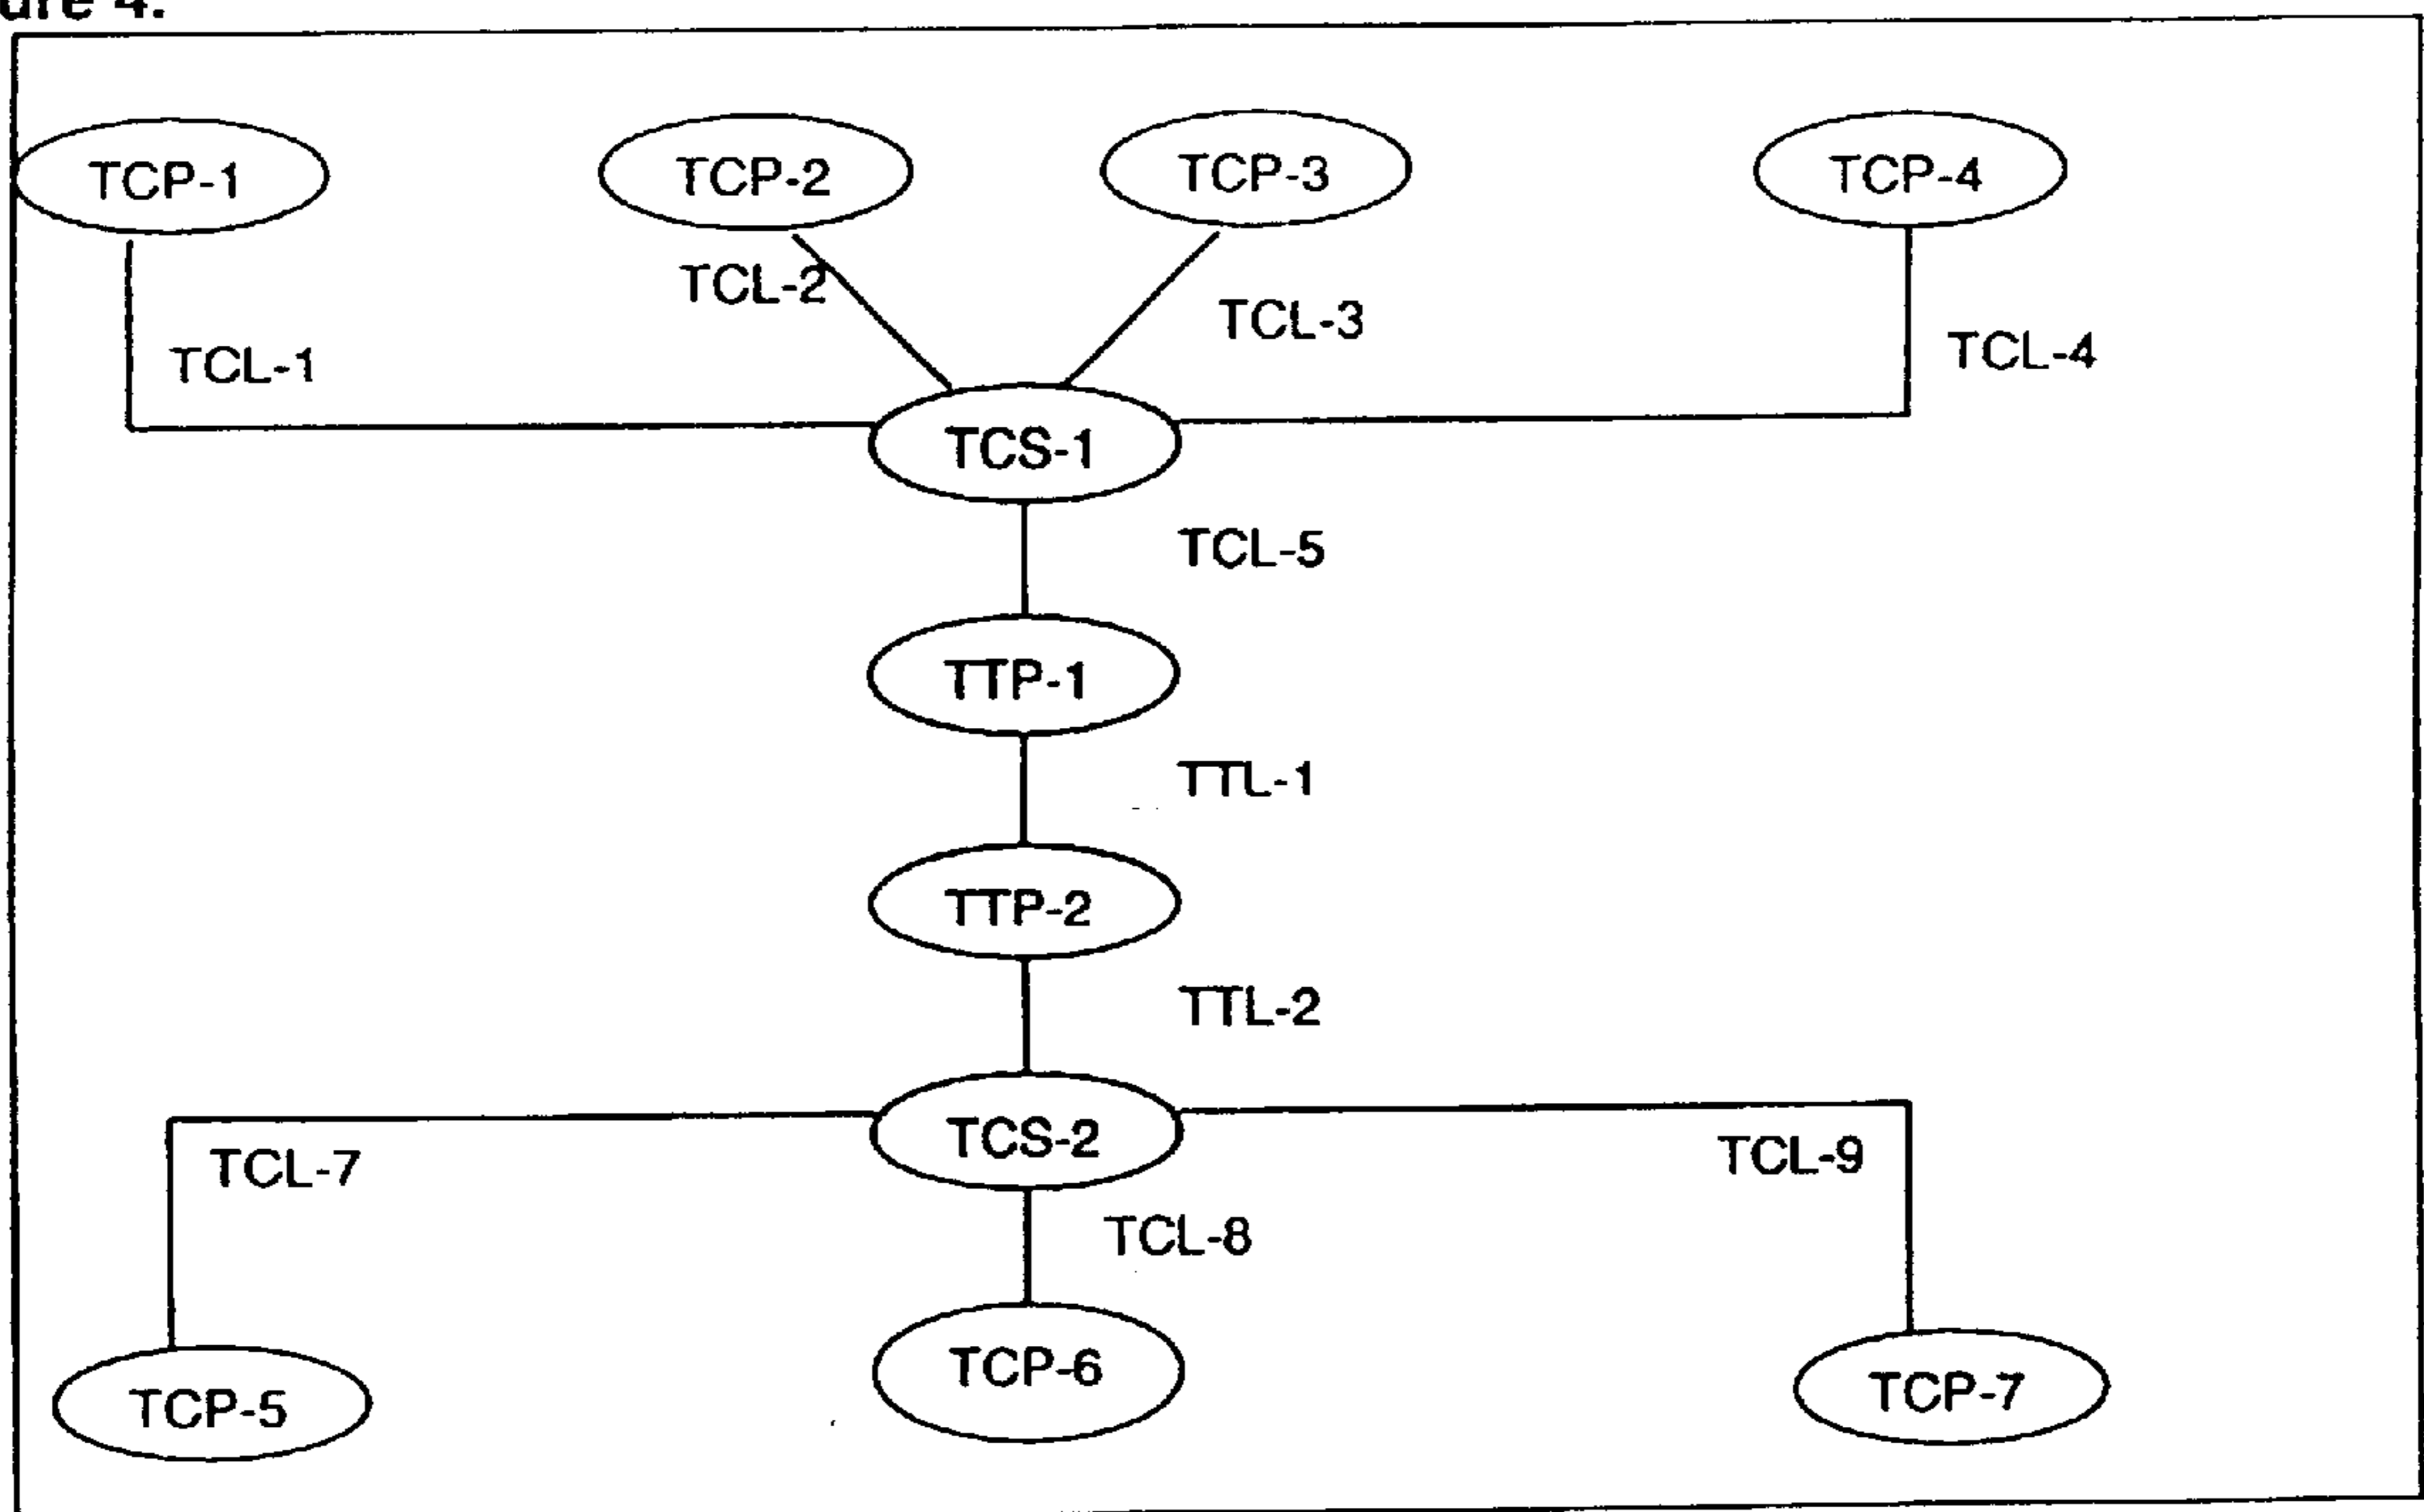 ure 4.
TCP-1 TCP-2 TCP-3 TCP-4
TCL-2
TCL-3
TCL-1
TCL-4
TCS-1
TCL-5
TTP-1
TTL-1
TTP-2
TTL-2
TCS-2
TCL-7
TCL-9
TCL-8
TCP-6
TCP-5
TCP-7